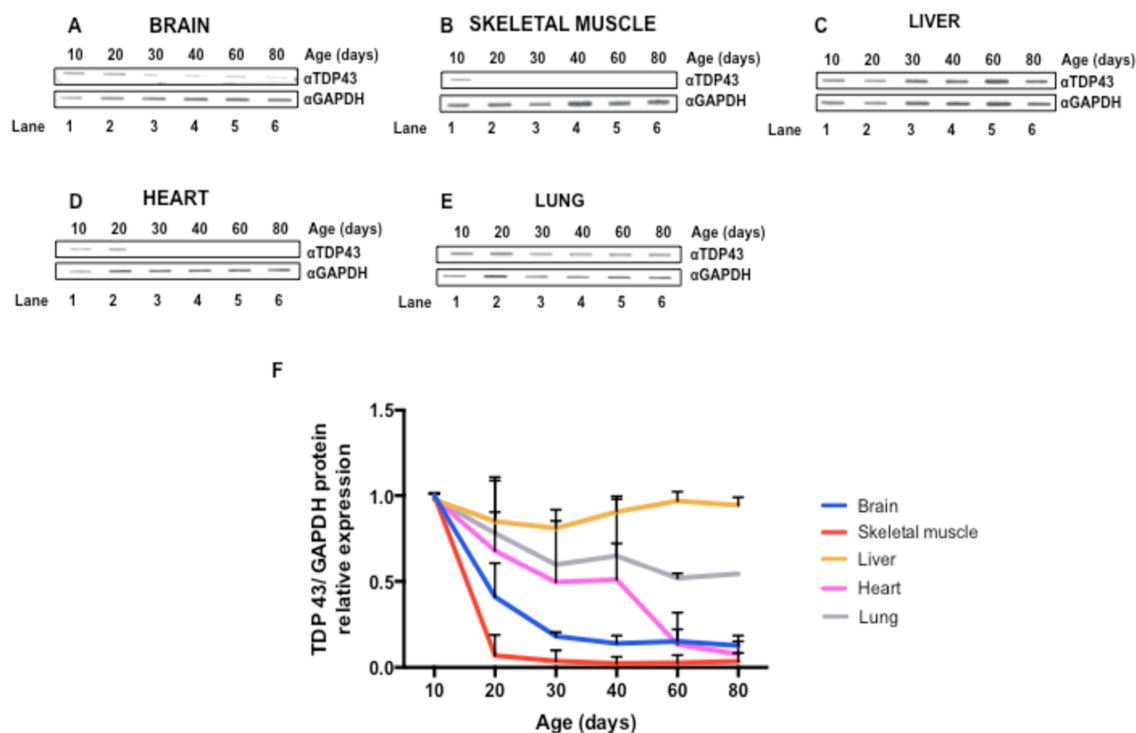 A BRAIN
10 20 30 40 60 80 Age (days)
αTDP43
αGAPDH
Lane 1 2 3 4 5 6
B SKELETAL MUSCLE
10 20 30 40 60 80 Age (days)
αTDP43
αGAPDH
Lane 1 2 3 4 5 6
C LIVER
10 20 30 40 60 80 Age (days)
αTDP43
αGAPDH
Lane 1 2 3 4 5 6
D HEART
10 20 30 40 60 80 Age (days)
αTDP43
αGAPDH
Lane 1 2 3 4 5 6
E LUNG
10 20 30 40 60 80 Age (days)
αTDP43
αGAPDH
Lane 1 2 3 4 5 6
F
TDP 43/ GAPDH protein
relative expression
1.5
1.0
0.5
0.0
10 20 30 40 60 80
Age (days)
Brain
Skeletal muscle
Liver
Heart
Lung